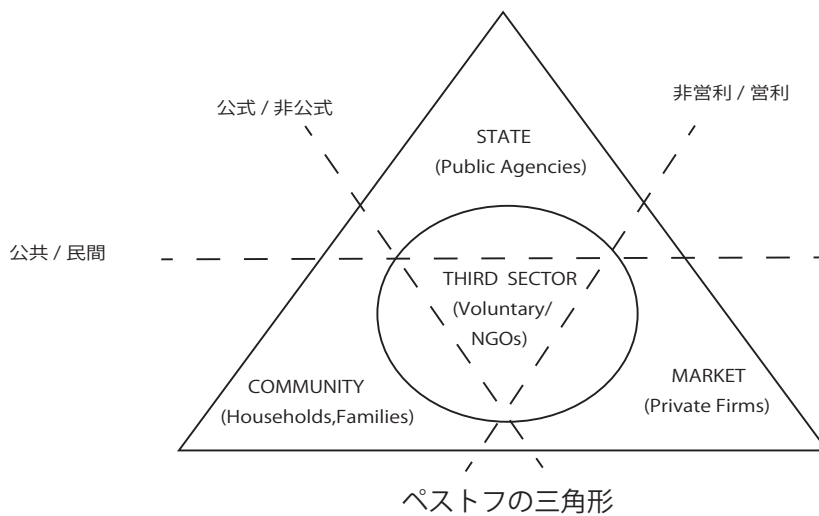 公式 / 非公式
非営利 / 営利
STATE
(Public Agencies)
公共 / 民間
THIRD SECTOR
(Voluntary/
NGOs)
COMMUNITY
(Households,Families)
MARKET
(Private Firms)
ペストフの三角形